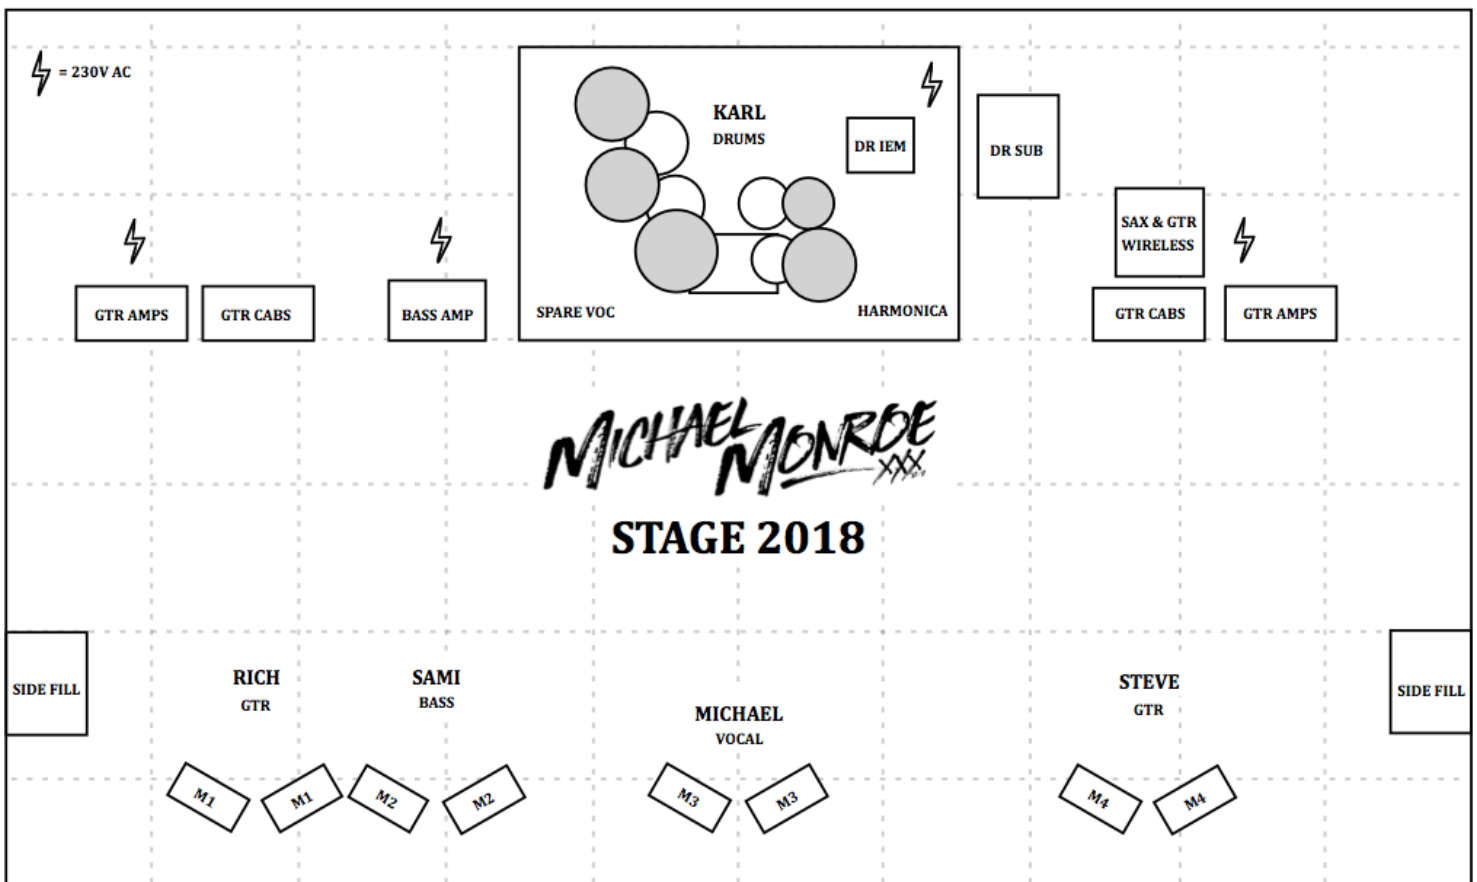 = 230V AC
KARL
DRUMS
DR IEM
DR SUB
SAX & GTR
WIRELESS
GTR AMPS
GTR CABS
BASS AMP
SPARE VOC
HARMONICA
GTR CABS
GTR AMPS
MICHAEL
MONROE
XXX
STAGE 2018
SIDE FILL
RICH
GTR
SAMI
BASS
MICHAEL
VOCAL
STEVE
GTR
SIDE FILL
M1
M1
M2
M2
M3
M3
M4
M4